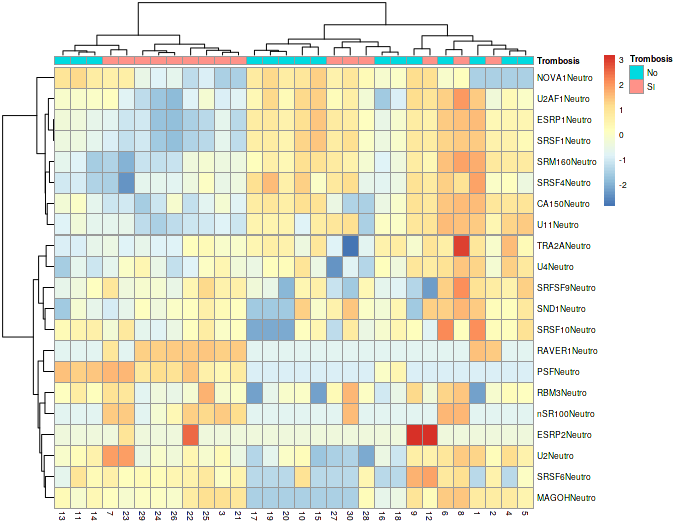 Trombosis
NOVA1Neutro
U2AF1Neutro
ESRP1Neutro
SRSF1Neutro
SRM160Neutro
SRSF4Neutro
CA150Neutro
U11Neutro
TRA2ANeutro
U4Neutro
SRFSF9Neutro
SND1Neutro
SRSF10Neutro
RAVER1Neutro
PSFNeutro
RBM3Neutro
nSR100Neutro
ESRP2Neutro
U2Neutro
SRSF6Neutro
MAGOHNeutro
13 11 14 7 23 29 24 26 22 25 3 21 17 19 20 10 15 27 30 28 16 18 9 12 6 8 1 2 4 5
3
2
1
0
-1
-2
Trombosis
No
SI